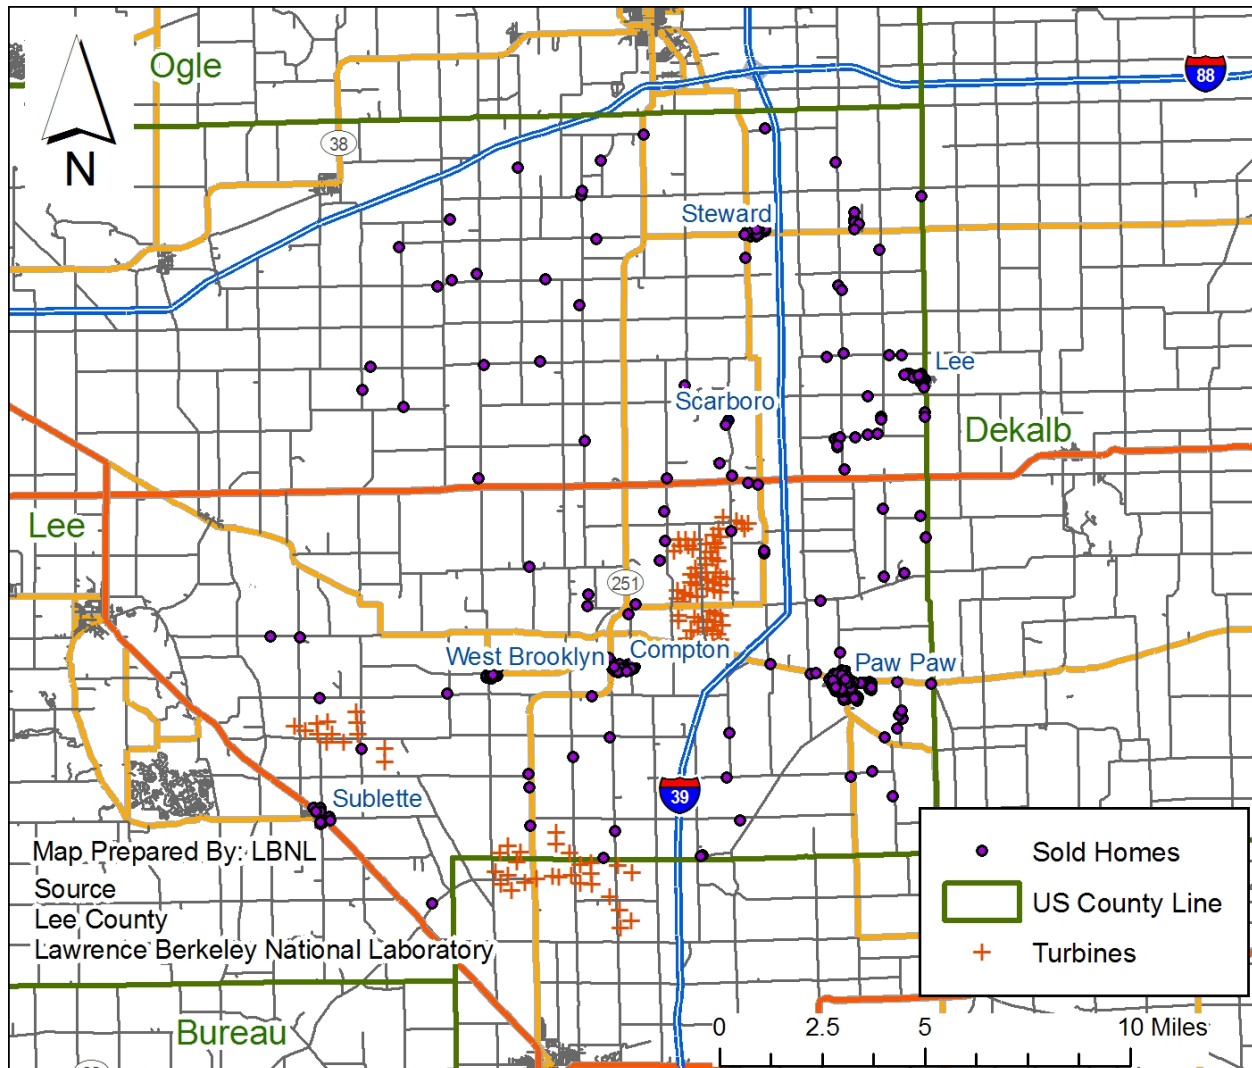 Ogle
88
38
N
Steward
Lee
Scarboro
Dekalb
Lee
251
West Brooklyn
Compton
Paw Paw
39
Sublette
Map Prepared By: LBNL
Source
Lee County
Lawrence Berkeley National Laboratory
Sold Homes
US County Line
Turbines
Bureau
0 2.5 5 10 Miles